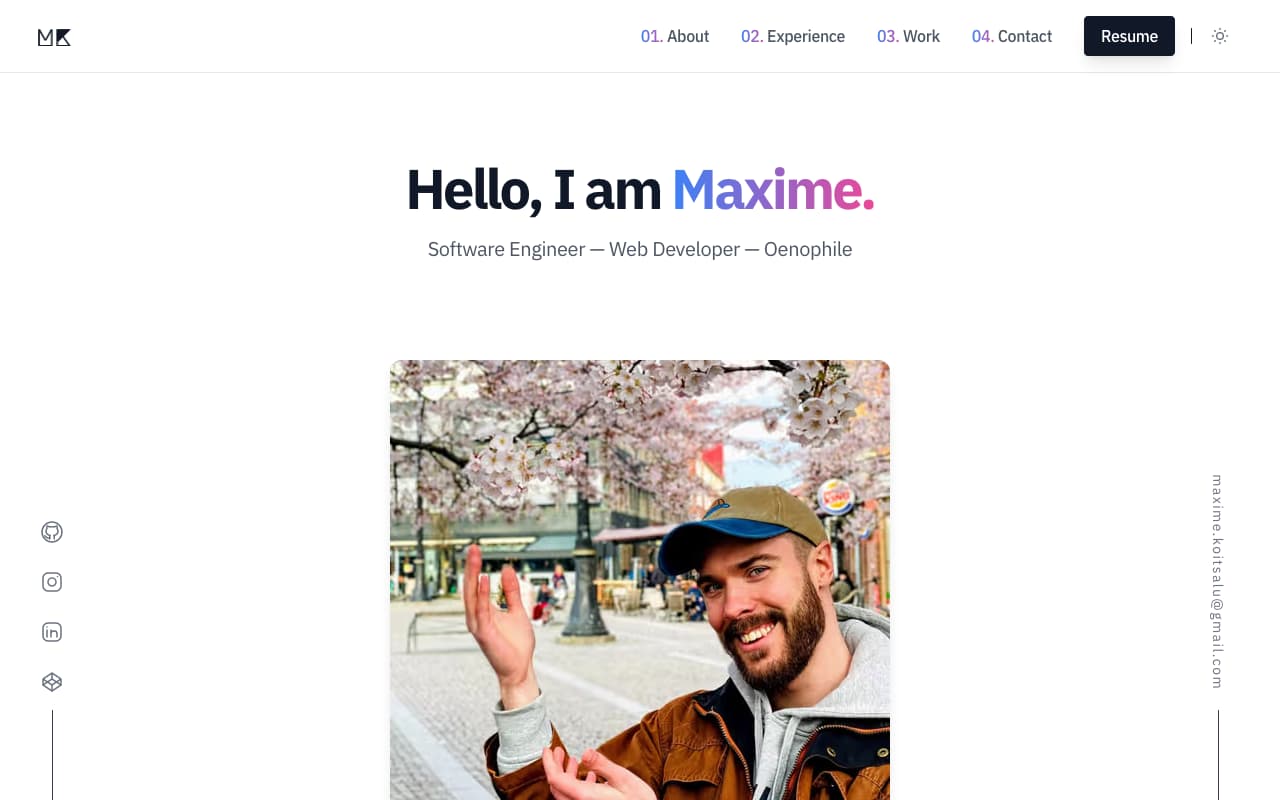 MK
01. About
02. Experience
03. Work
04. Contact
Resume
Hello, I am Maxime.
Software Engineer — Web Developer — Oenophile
KING
maxime.koitsalu@gmail.com